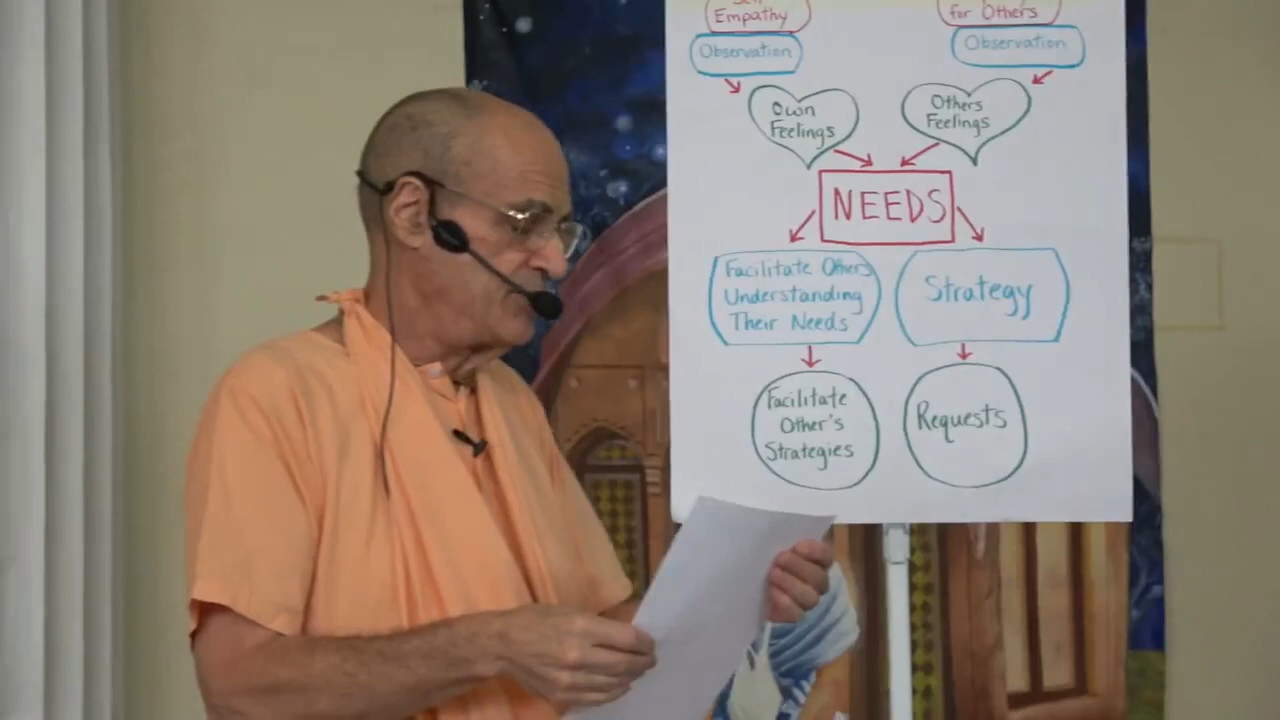 Self
Empathy
Observation
Own
Feelings
for Others
Observation
Others
Feelings
NEEDS
Facilitate Others
Understanding
Their Needs
Strategy
Facilitate
Other's
Strategies
Requests